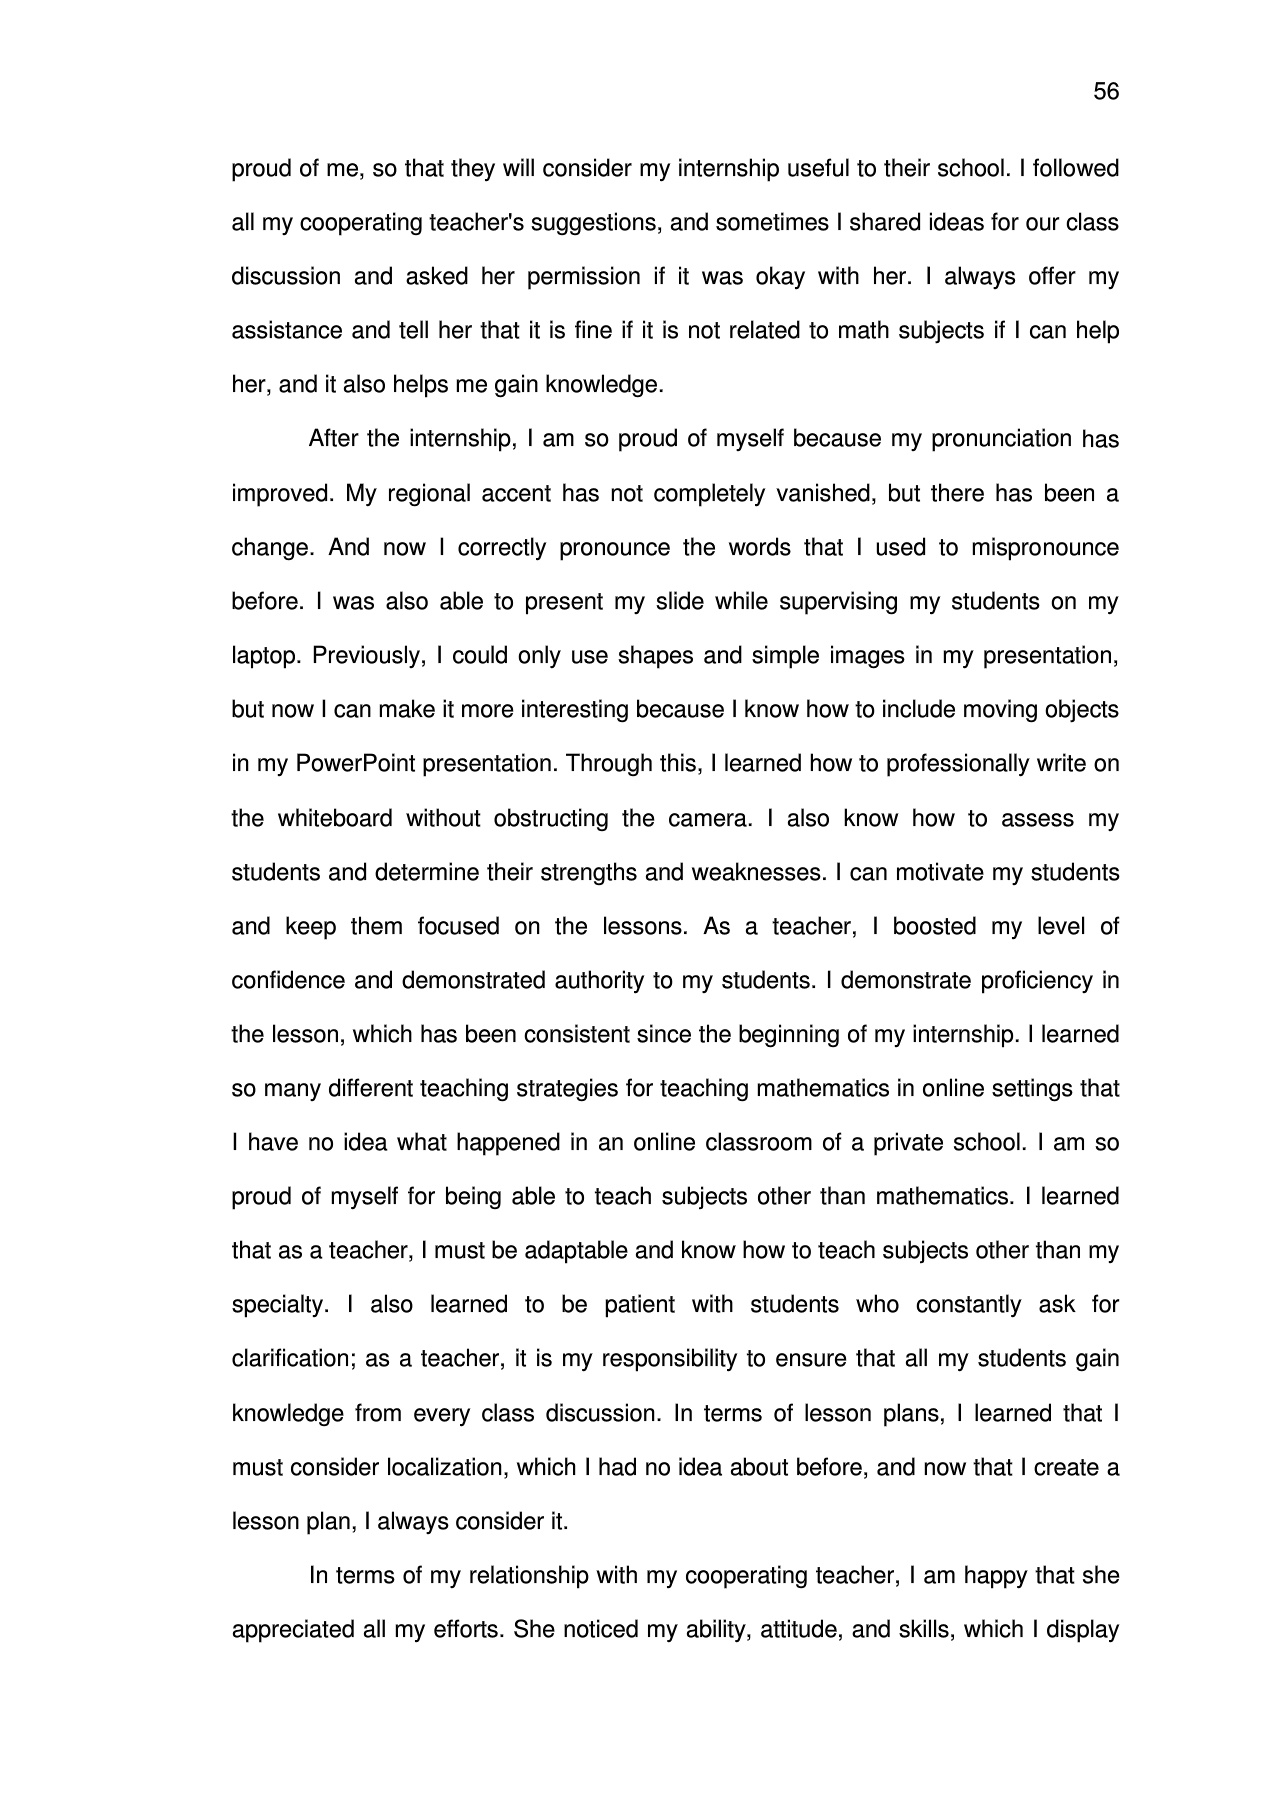 56
proud of me, so that they will consider my internship useful to their school. I followed
all my cooperating teacher's suggestions, and sometimes I shared ideas for our class
discussion and asked her permission if it was okay with her. I always offer my
assistance and tell her that it is fine if it is not related to math subjects if I can help
her, and it also helps me gain knowledge.
After the internship, I am so proud of myself because my pronunciation has
improved. My regional accent has not completely vanished, but there has been a
change. And now I correctly pronounce the words that I used to mispronounce
before. I was also able to present my slide while supervising my students on my
laptop. Previously, I could only use shapes and simple images in my presentation,
but now I can make it more interesting because I know how to include moving objects
in my PowerPoint presentation. Through this, I learned how to professionally write on
the whiteboard without obstructing the camera. I also know how to assess my
students and determine their strengths and weaknesses. I can motivate my students
and keep them focused on the lessons. As a teacher, I boosted my level of
confidence and demonstrated authority to my students. I demonstrate proficiency in
the lesson, which has been consistent since the beginning of my internship. I learned
so many different teaching strategies for teaching mathematics in online settings that
I have no idea what happened in an online classroom of a private school. I am so
proud of myself for being able to teach subjects other than mathematics. I learned
that as a teacher, I must be adaptable and know how to teach subjects other than my
specialty. I also learned to be patient with students who constantly ask for
clarification; as a teacher, it is my responsibility to ensure that all my students gain
knowledge from every class discussion. In terms of lesson plans, I learned that I
must consider localization, which I had no idea about before, and now that I create a
lesson plan, I always consider it.
In terms of my relationship with my cooperating teacher, I am happy that she
appreciated all my efforts. She noticed my ability, attitude, and skills, which I display